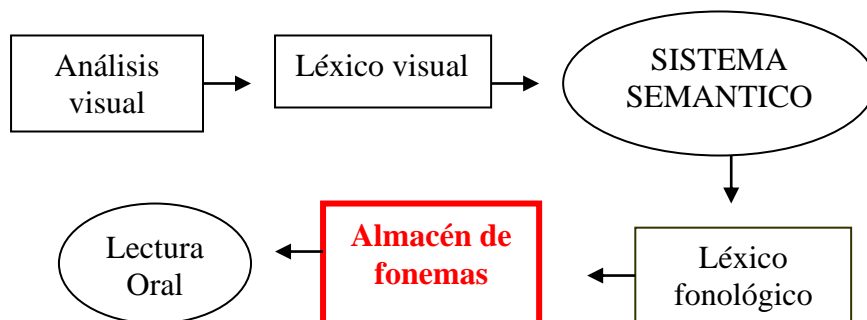 Análisis
visual
Léxico visual
SISTEMA
SEMANTICO
Lectura
Oral
Almacén de
fonemas
Léxico
fonológico